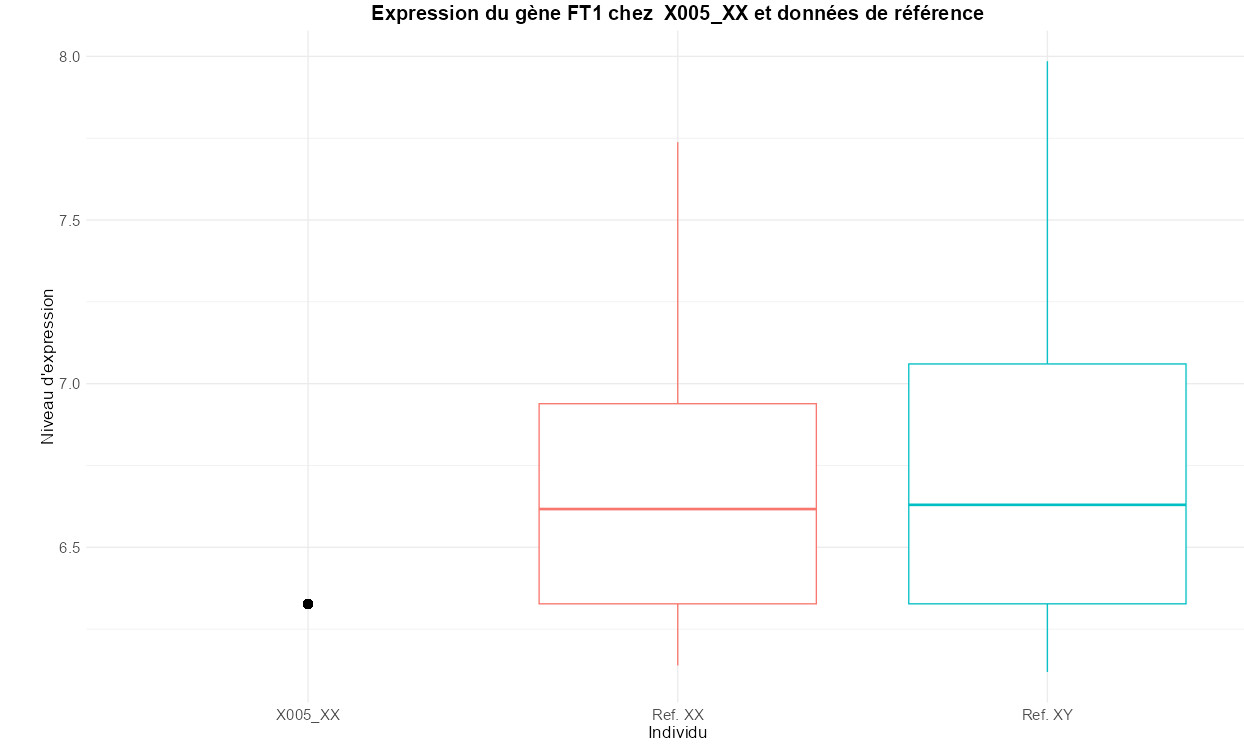 Expression du gène FT1 chez  X005_XX et données de référence
8.0
7.5
7.0
6.5
Niveau d'expression
X005_XX
Ref. XX
Ref. XY
Individu